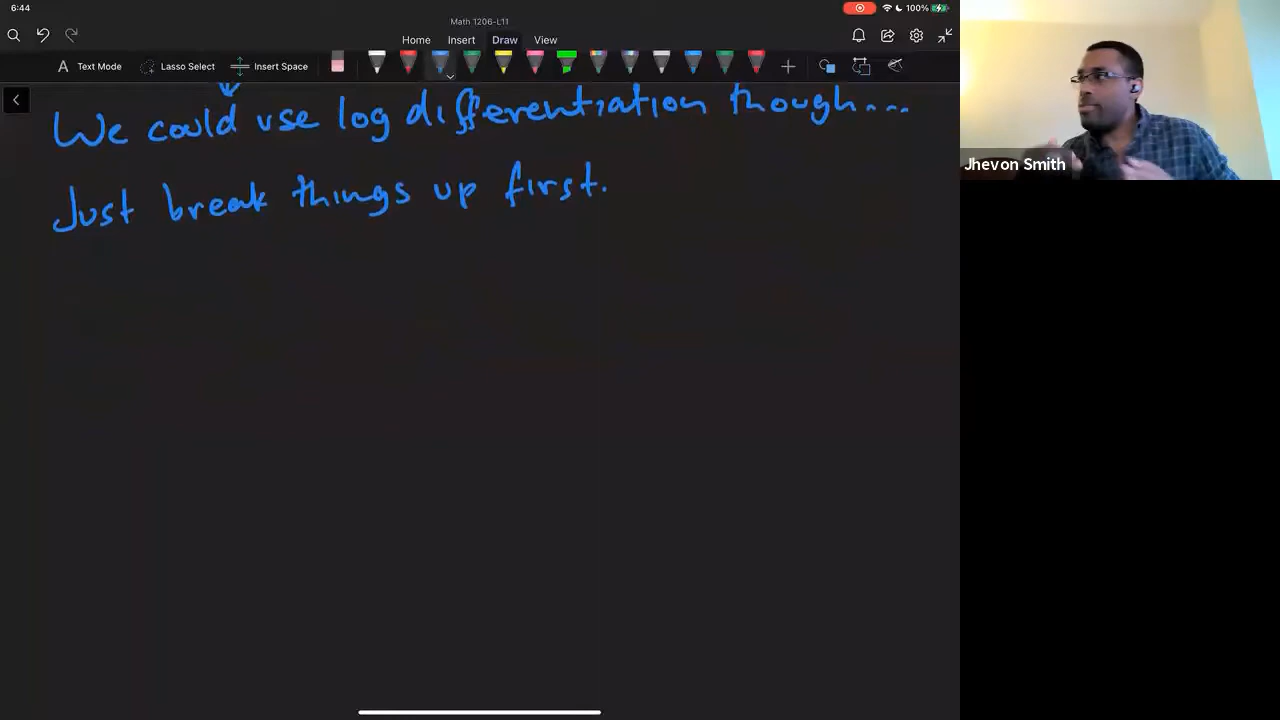 6:44
100%
Math 1206-L11
Home Insert Draw View
Text Mode Lasso Select Insert Space
We could use log differentiation though...
Just break things up first.
Jhevon Smith